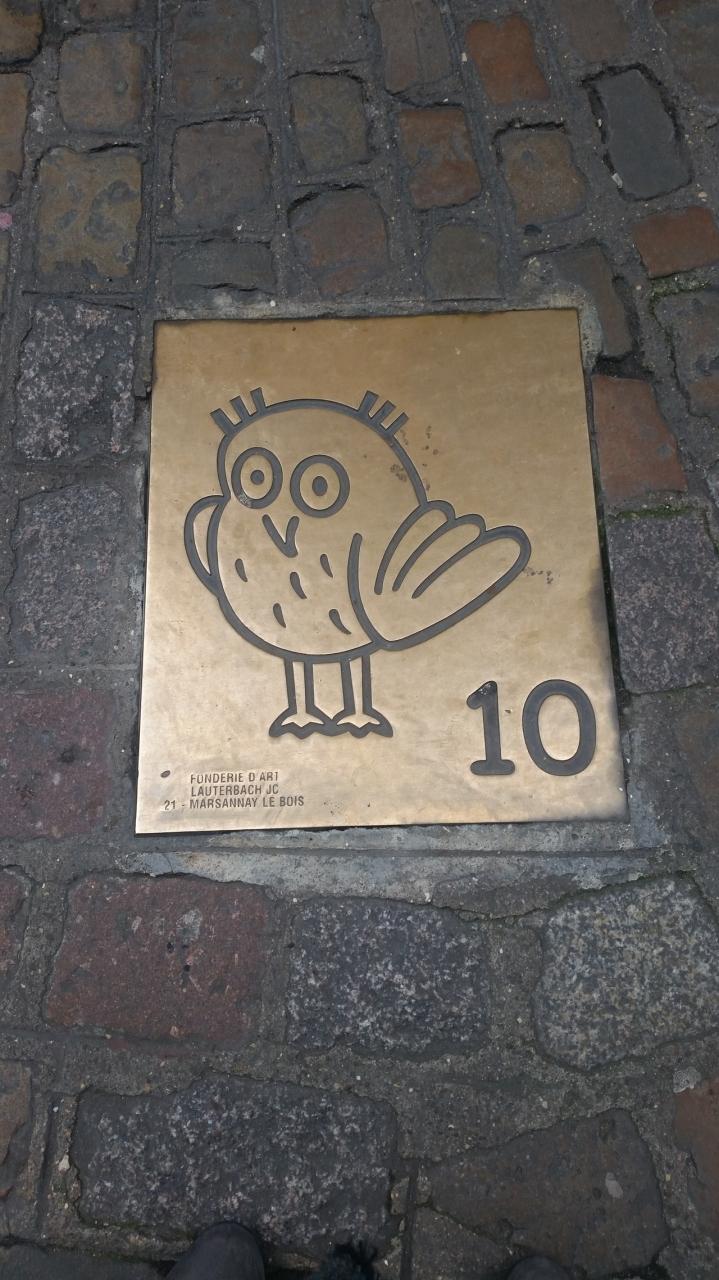 10
FONDERIE D'ART
LAUTERBACH JC
21 - MARSANNAY LE BOIS